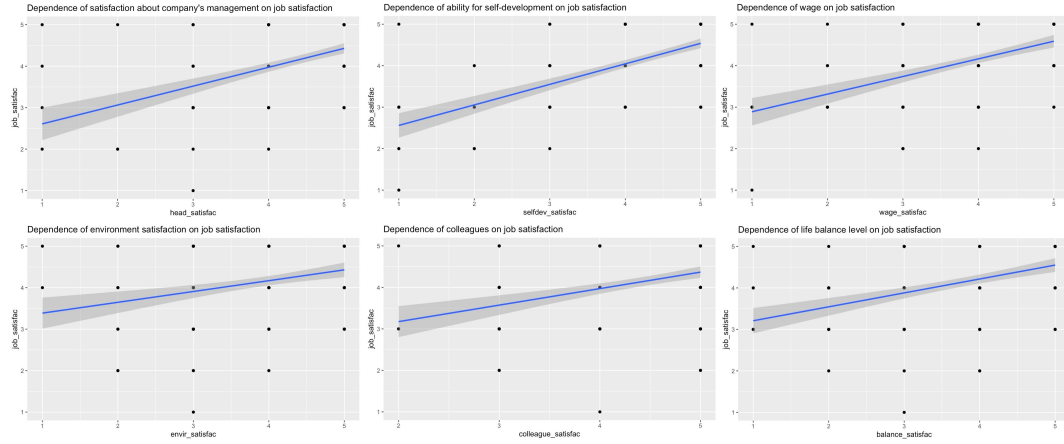 Dependence of satisfaction about company's management on job satisfaction
job_satisfac
5
4
3
2
1
1 2 3 4 5
head_satisfac
Dependence of ability for self-development on job satisfaction
job_satisfac
5
4
3
2
1
1 2 3 4 5
selfdev_satisfac
Dependence of wage on job satisfaction
job_satisfac
5
4
3
2
1
1 2 3 4 5
wage_satisfac
Dependence of environment satisfaction on job satisfaction
job_satisfac
5
4
3
2
1
1 2 3 4 5
envir_satisfac
Dependence of colleagues on job satisfaction
job_satisfac
5
4
3
2
1
2 3 4 5
colleague_satisfac
Dependence of life balance level on job satisfaction
job_satisfac
5
4
3
2
1
1 2 3 4 5
balance_satisfac